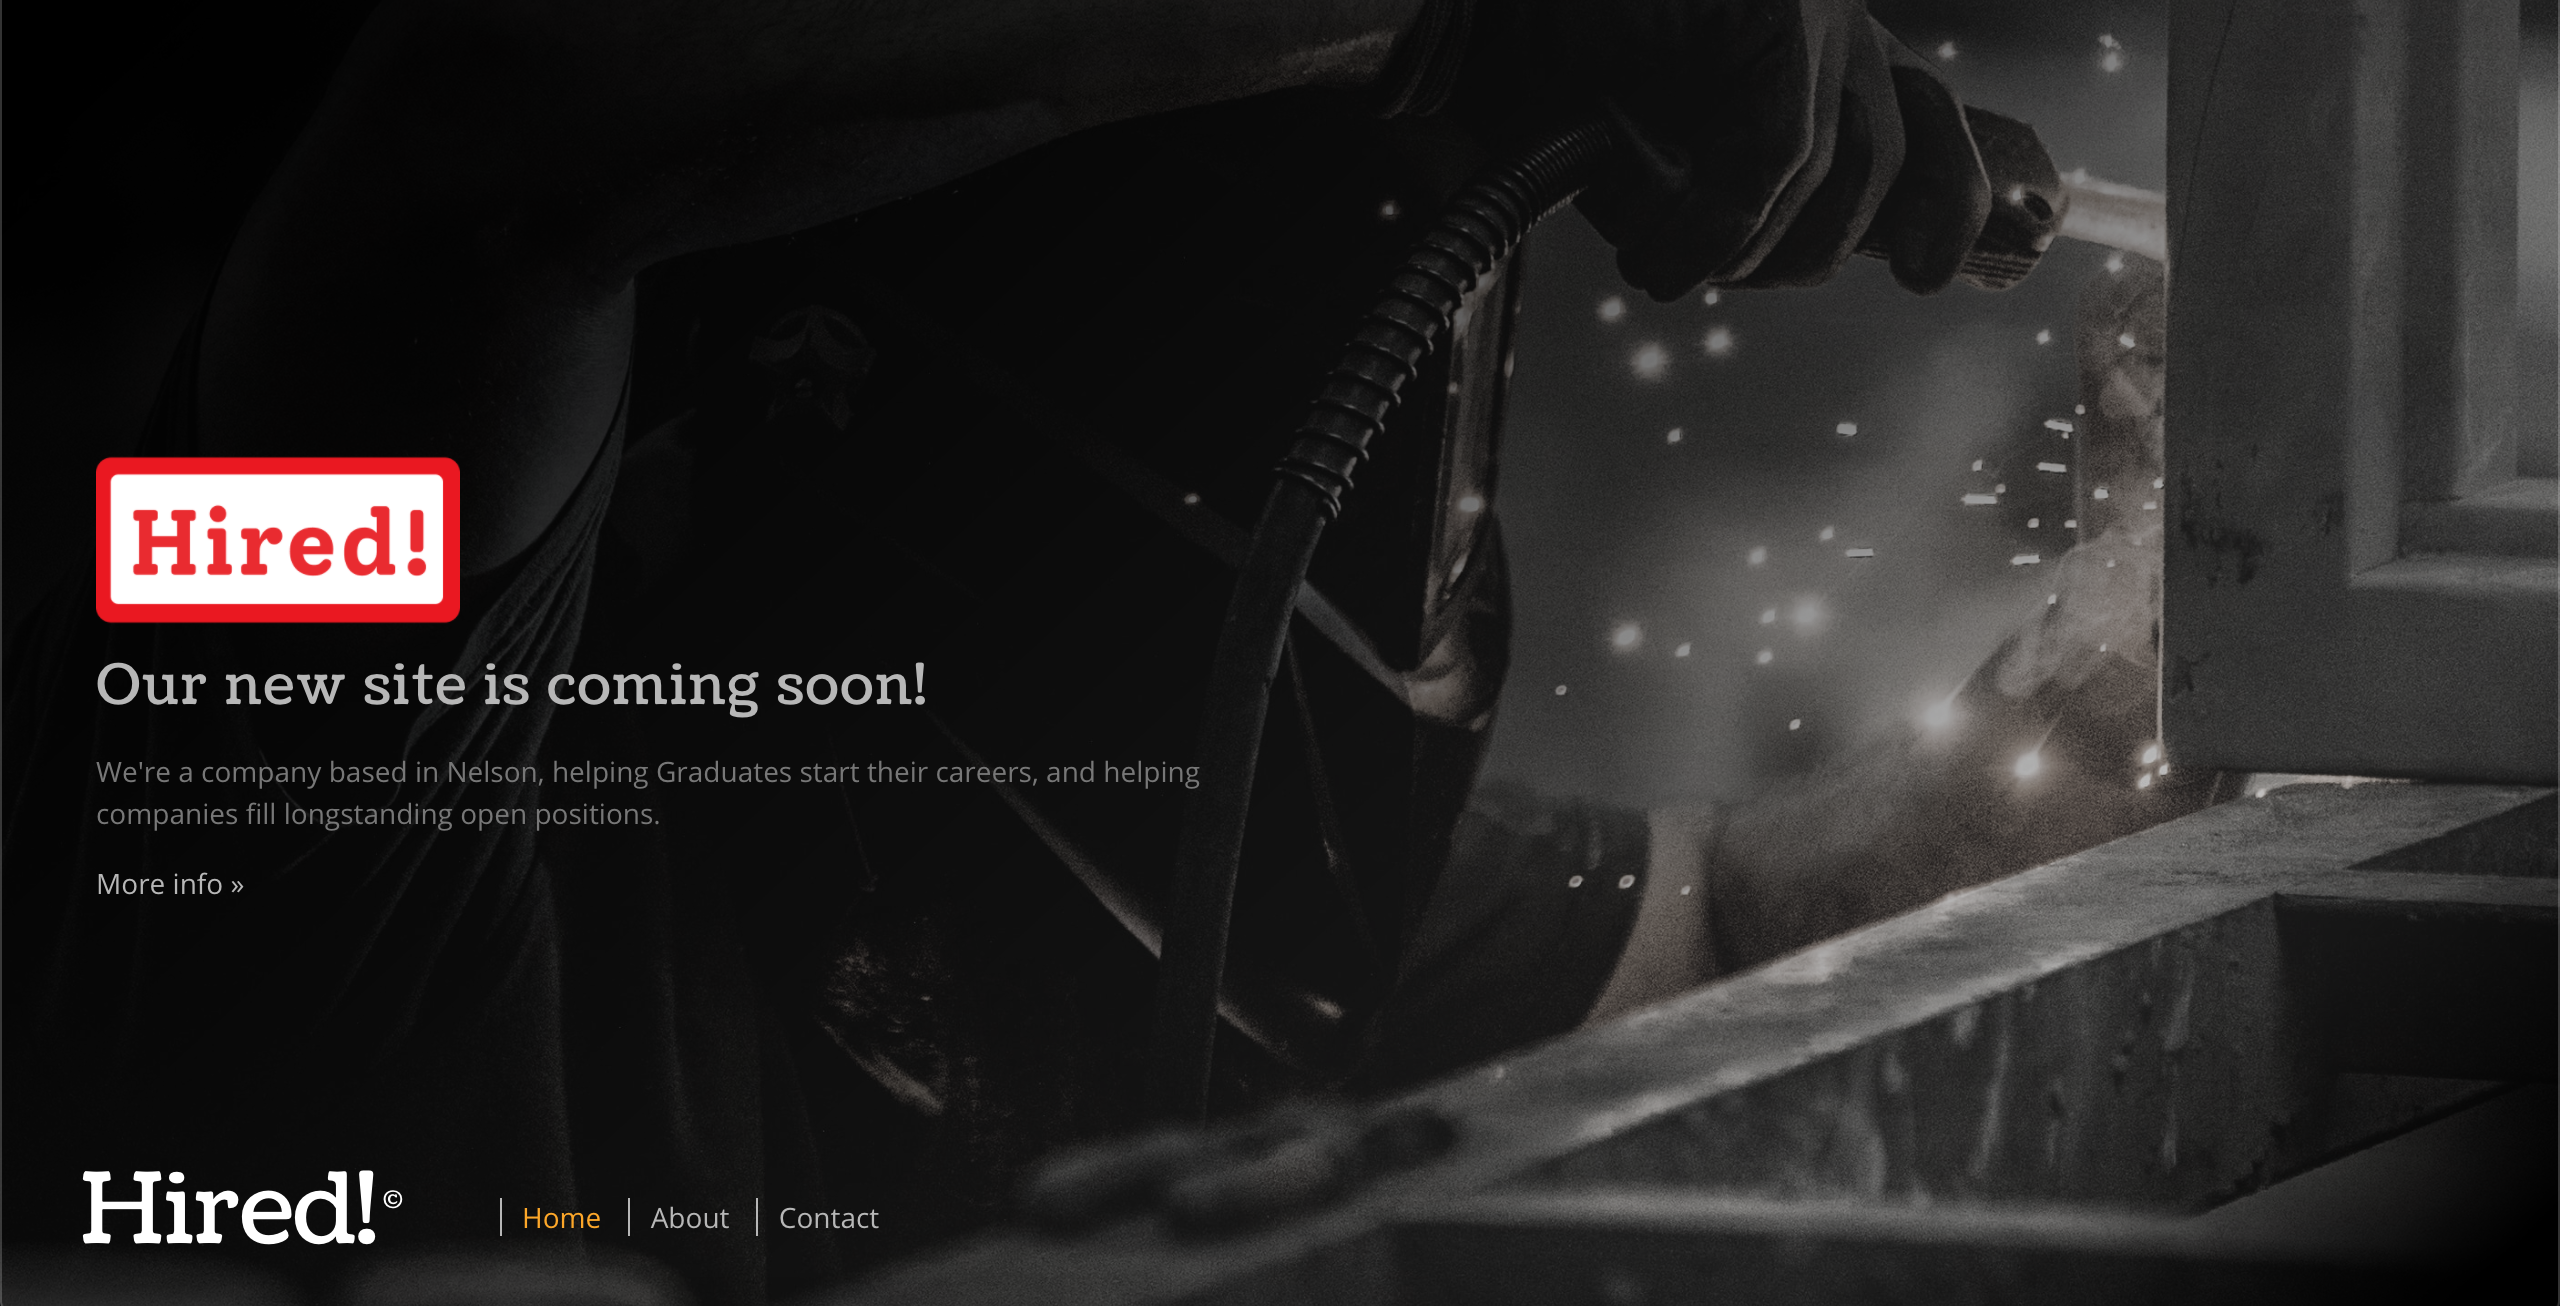 Hired!
Our new site is coming soon!
We're a company based in Nelson, helping Graduates start their careers, and helping
companies fill longstanding open positions.
More info »
Hired!©
Home
About
Contact